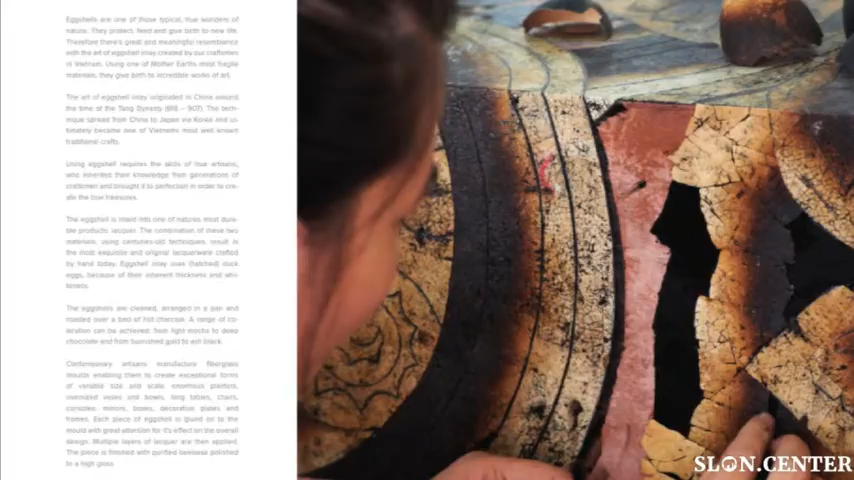 Eggshells are one of those typical, true wonders of
nature. They protect, feed and give birth to new life.
Therefore there's great and meaningful resemblance
with the art of eggshell inlay created by our craftsmen
in Vietnam. Using one of Mother Earths most fragile
materials, they give birth to incredible works of art.
The art of eggshell inlay originated in China around
the time of the Tang Dynasty (618 – 907). The tech-
nique spread from China to Japan via Korea and ul-
timately became one of Vietnams most well known
traditional crafts.
Using eggshell requires the skills of true artisans,
who inherited their knowledge from generations of
craftsmen and brought it to perfection in order to cre-
ate the true treasures.
The eggshell is inlaid into one of natures most dura-
ble products: lacquer. The combination of these two
materials, using centuries-old techniques, result in
the most exquisite and original lacquerware crafted
by hand today. Eggshell inlay uses (hatched) duck
eggs, because of their inherent thickness and whi-
teness.
The eggshells are cleaned, arranged in a pan and
roasted over a bed of hot charcoal. A range of co-
loration can be achieved: from light mocha to deep
chocolate and from burnished gold to ash black.
Contemporary artisans manufacture fiberglass
moulds enabling them to create exceptional forms
of variable size and scale: enormous planters,
oversized vases and bowls, long tables, chairs,
consoles, mirrors, boxes, decorative plates and
frames. Each piece of eggshell is glued on to the
mould with great attention for it's effect on the overall
design. Multiple layers of lacquer are then applied.
The piece is finished with purified beeswax polished
to a high gloss
SLON.CENTER